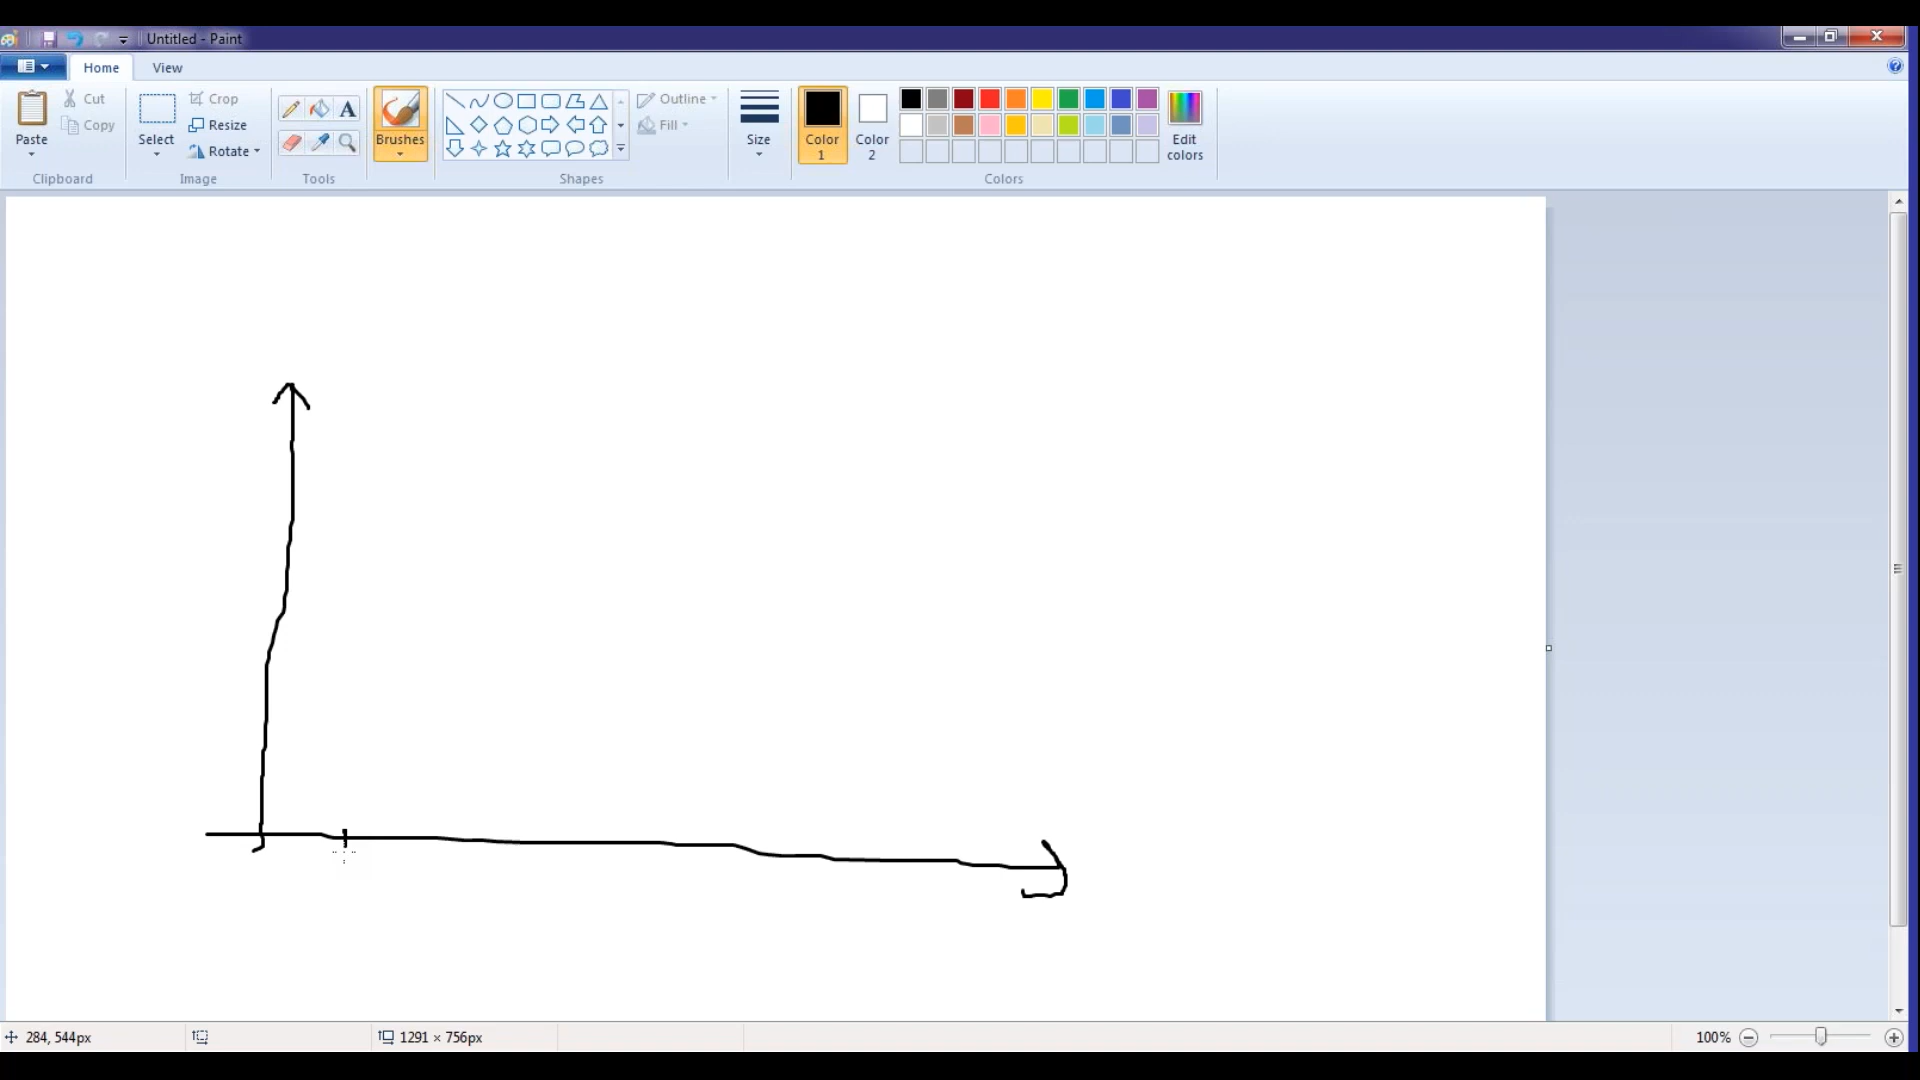 Untitled - Paint
Home View
Paste
Cut
Copy
Clipboard
Select
Crop
Resize
Rotate
Image
A
Tools
Brushes
Outline
Fill
Shapes
Size
Color 1
Color 2
Edit colors
Colors
284, 544px
1291 × 756px
100%